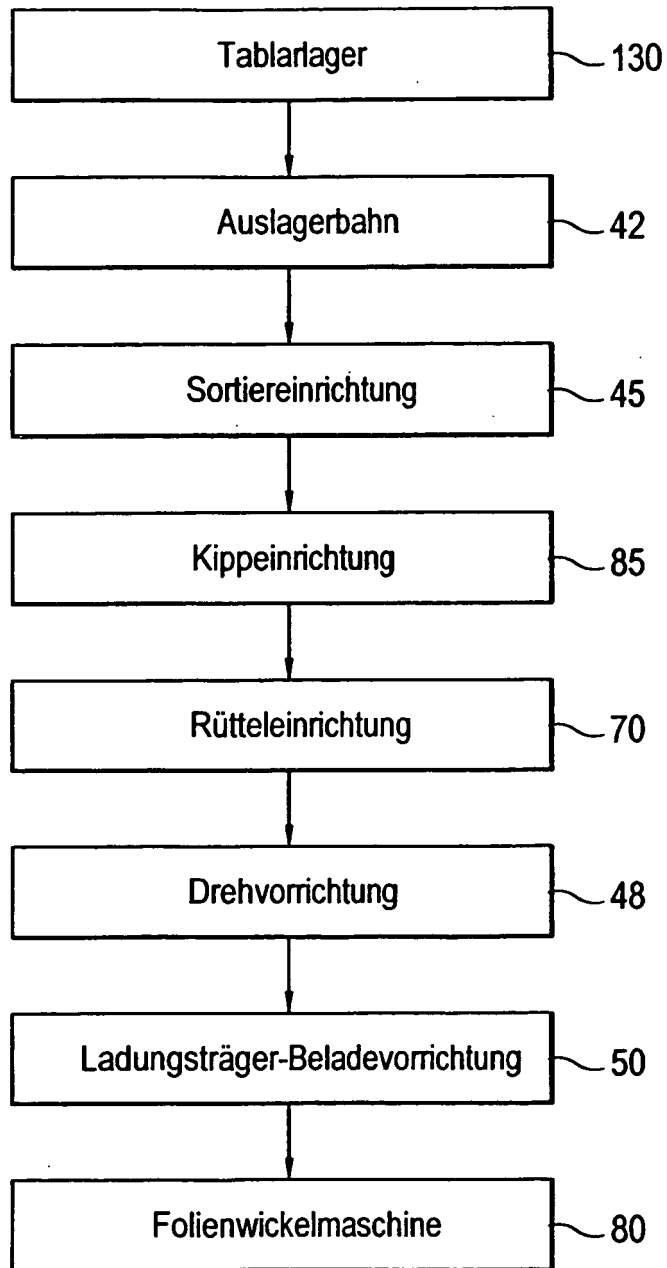 Tablarlager 130
Auslagerbahn 42
Sortiereinrichtung 45
Kippeinrichtung 85
Rütteleinrichtung 70
Drehvorrichtung 48
Ladungsträger-Beladevorrichtung 50
Folienwickelmaschine 80